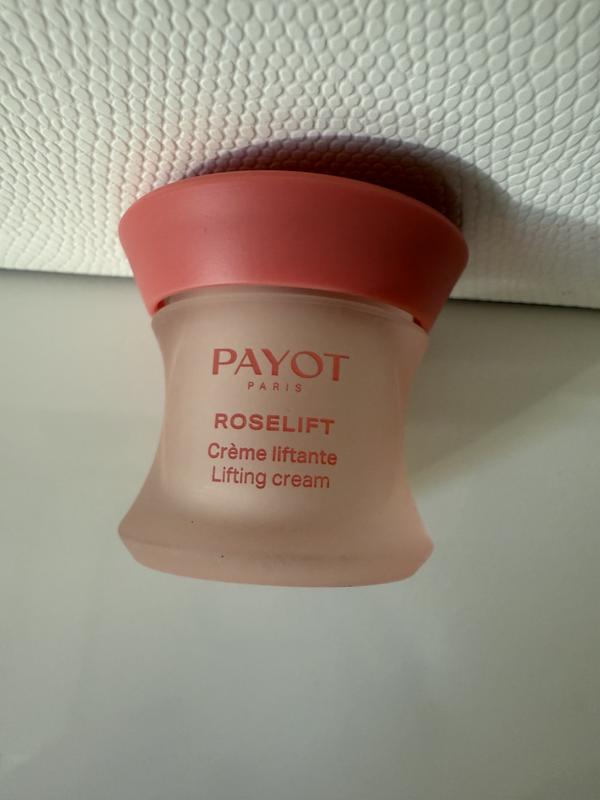 PAYOT
PARIS
ROSELIFT
Crème liftante
Lifting cream